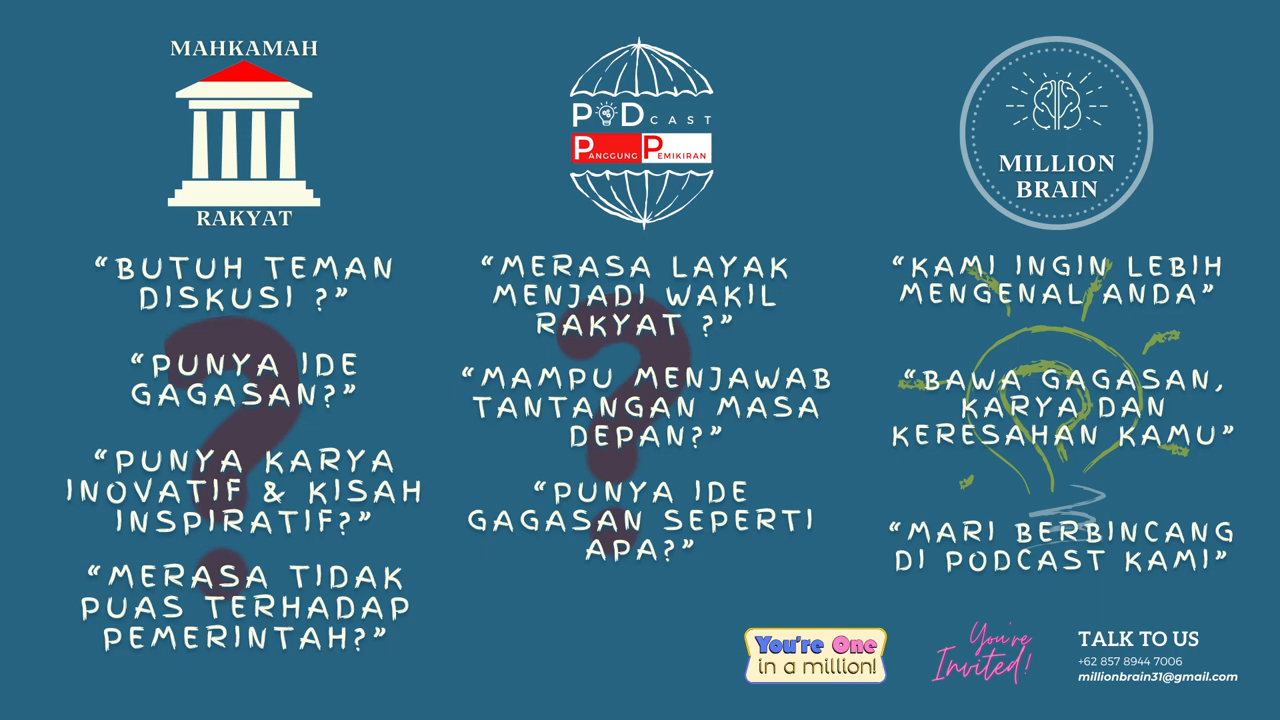 MAHKAMAH
RAKYAT
“BUTUH TEMAN
DISKUSI ?”
“PUNYA IDE
GAGASAN?”
“PUNYA KARYA
INOVATIF & KISAH
INSPIRATIF?”
“MERASA TIDAK
PUAS TERHADAP
PEMERINTAH?”
PODCAST
PANGGUNG PEMIKIRAN
“MERASA LAYAK
MENJADI WAKIL
RAKYAT ?”
“MAMPU MENJAWAB
TANTANGAN MASA
DEPAN?”
“PUNYA IDE
GAGASAN SEPERTI
APA?”
MILLION
BRAIN
“KAMI INGIN LEBIH
MENGENAL ANDA”
“BAWA GAGASAN,
KARYA DAN
KERESAHAN KAMU”
“MARI BERBINCANG
DI PODCAST KAMI”
You're One
in a million!
You're
Invited!
TALK TO US
+62 857 8944 7006
millionbrain31@gmail.com